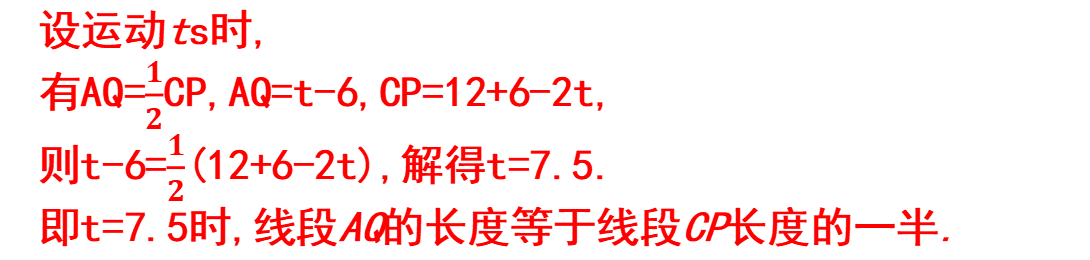 设运动ts时,
有AQ=1/2CP,AQ=t-6,CP=12+6-2t,
则t-6=1/2(12+6-2t),解得t=7.5.
即t=7.5时,线段AQ的长度等于线段CP长度的一半.